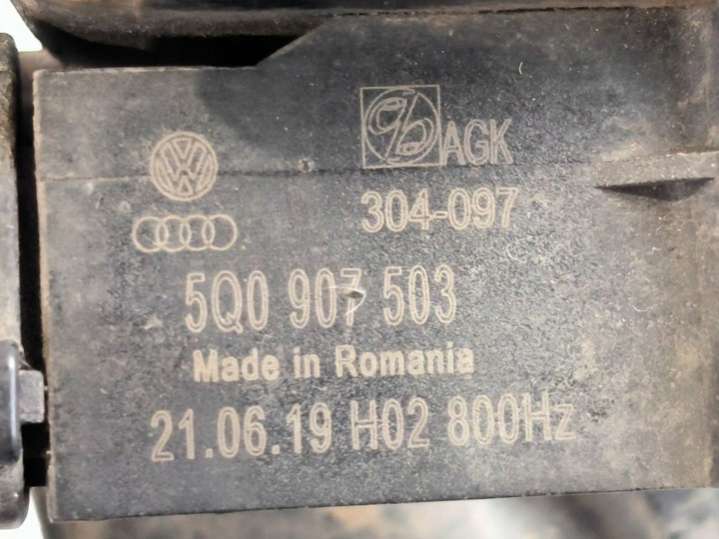 AGK
304-097
5Q0 907 503
Made in Romania
21.06.19 H02 800Hz